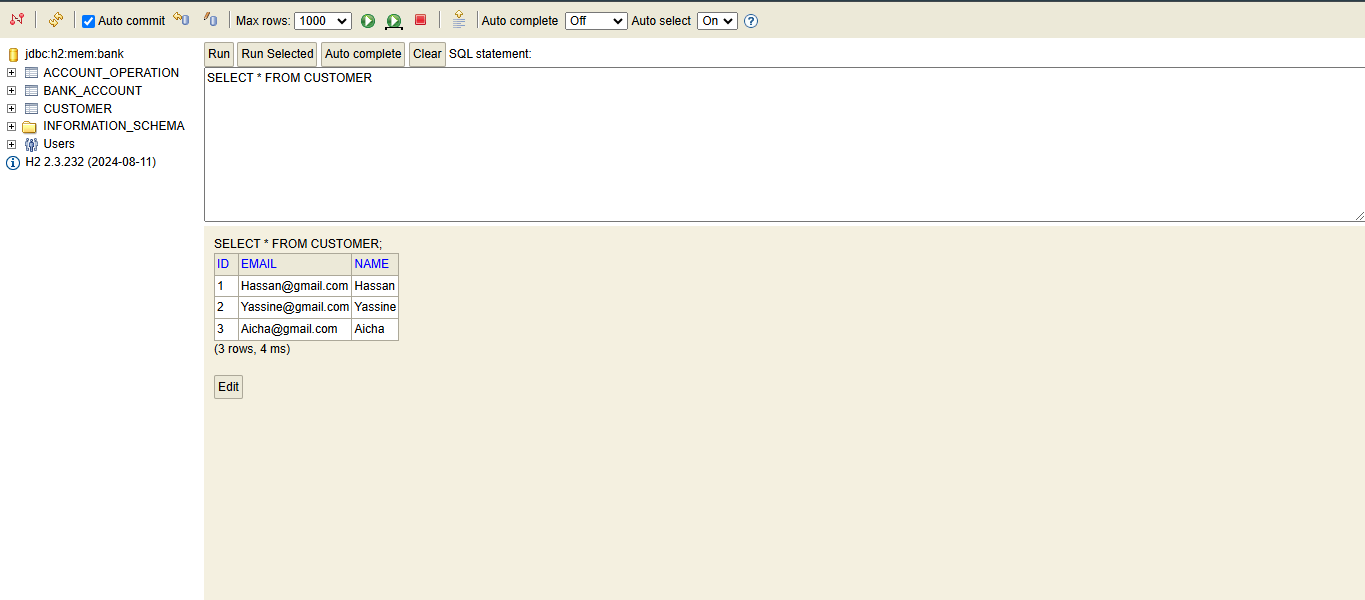 Auto commit Max rows: 1000 Auto complete Off Auto select On ?
jdbc:h2:mem:bank
ACCOUNT_OPERATION
BANK_ACCOUNT
CUSTOMER
INFORMATION_SCHEMA
Users
H2 2.3.232 (2024-08-11)
Run Run Selected Auto complete Clear SQL statement:
SELECT * FROM CUSTOMER
SELECT * FROM CUSTOMER;
ID EMAIL NAME
1 Hassan@gmail.com Hassan
2 Yassine@gmail.com Yassine
3 Aicha@gmail.com Aicha
(3 rows, 4 ms)
Edit